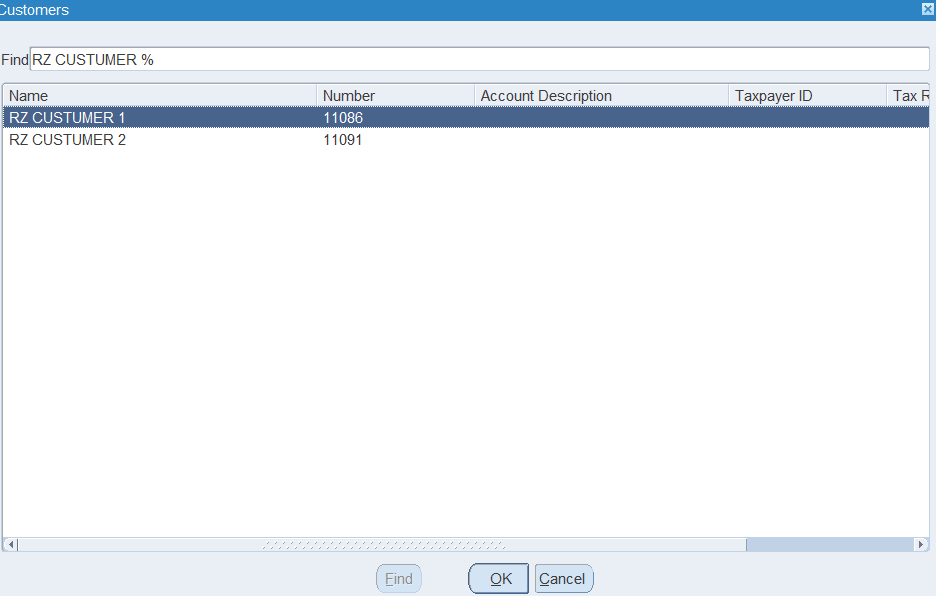 Customers
Find RZ CUSTUMER %
Name Number Account Description Taxpayer ID Tax R
RZ CUSTUMER 1 11086
RZ CUSTUMER 2 11091
Find OK Cancel